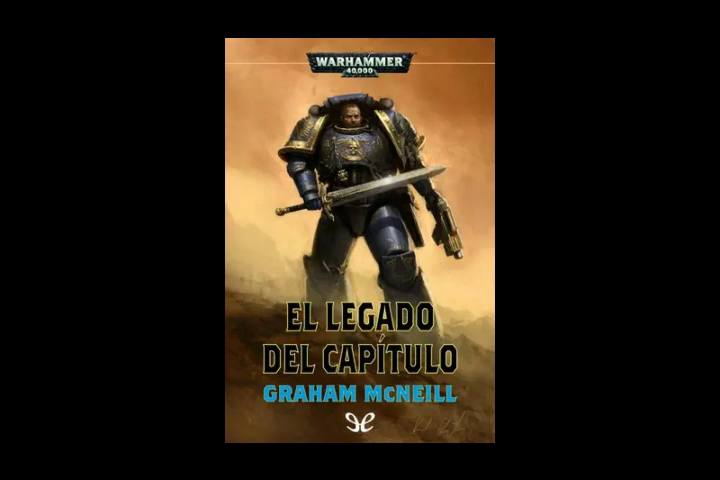 WARHAMMER
40,000
EL LEGADO
DEL CAPÍTULO
GRAHAM McNEILL